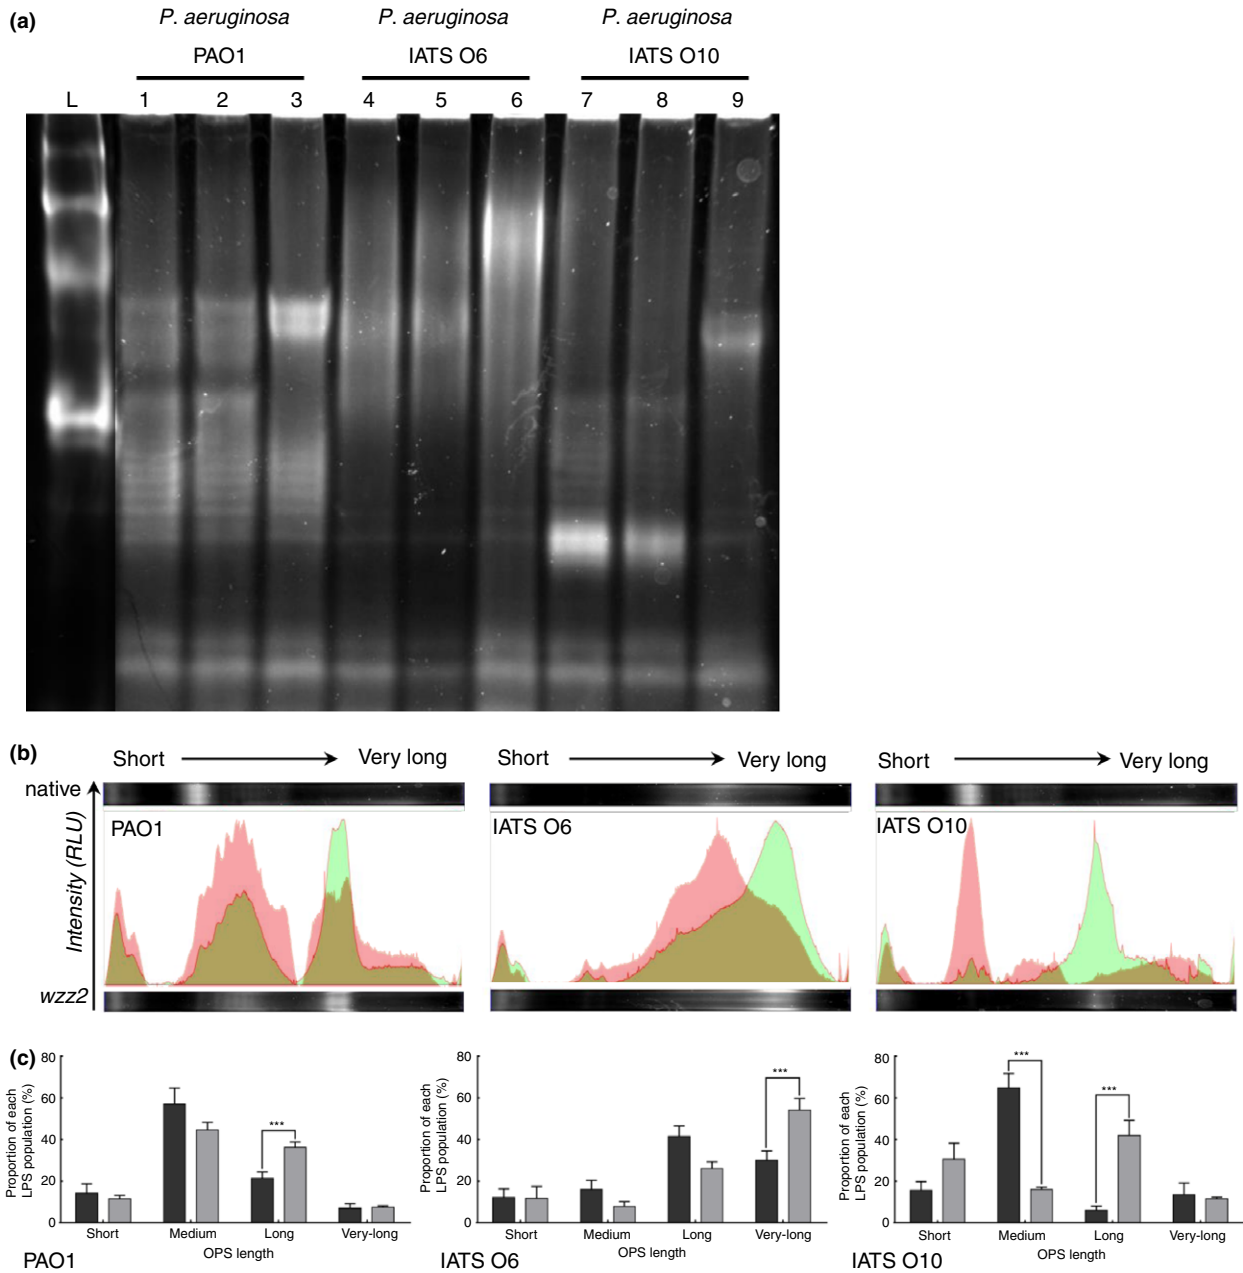 (a)
P. aeruginosa P. aeruginosa P. aeruginosa
PAO1 IATS O6 IATS O10
L 1 2 3 4 5 6 7 8 9
(b)
Short Very long Short Very long Short Very long
native
PAO1 IATS O6 IATS O10
Intensity (RLU)
wzz2
(c)
Proportion of each
LPS population (%)
80
60
40
20
0
***
Short Medium Long Very-long
OPS length
PAO1
Proportion of each
LPS population (%)
80
60
40
20
0
***
Short Medium Long Very-long
OPS length
IATS O6
Proportion of each
LPS population (%)
80
60
40
20
0
***
***
Short Medium Long Very-long
OPS length
IATS O10